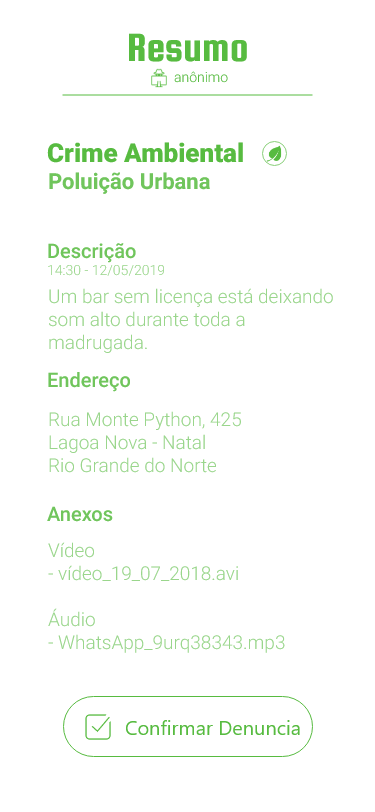 Resumo
anônimo
Crime Ambiental
Poluição Urbana
Descrição
14:30 - 12/05/2019
Um bar sem licença está deixando
som alto durante toda a
madrugada.
Endereço
Rua Monte Python, 425
Lagoa Nova - Natal
Rio Grande do Norte
Anexos
Vídeo
- vídeo_19_07_2018.avi
Áudio
- WhatsApp_9urq38343.mp3
Confirmar Denuncia